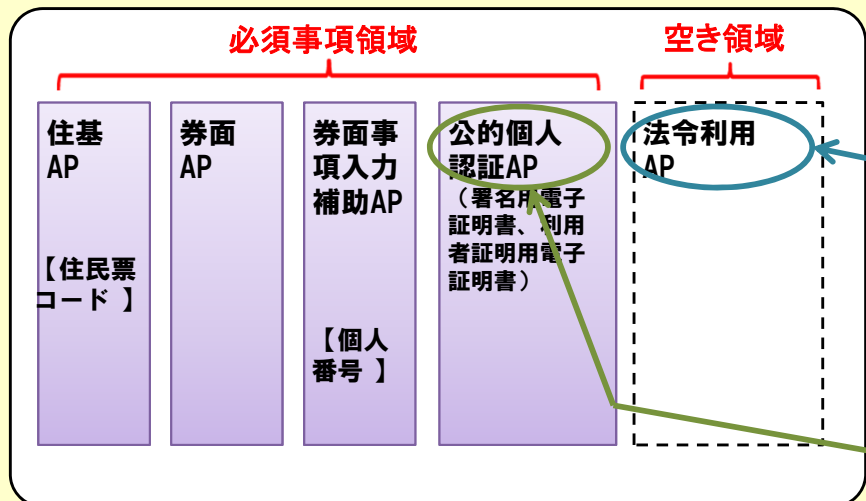 必須事項領域
空き領域
住基
AP
【住民票
コード 】
券面
AP
券面事
項入力
補助AP
【個人
番号 】
公的個人
認証AP
（署名用電子
証明書、利用
者証明用電子
証明書）
法令利用
AP